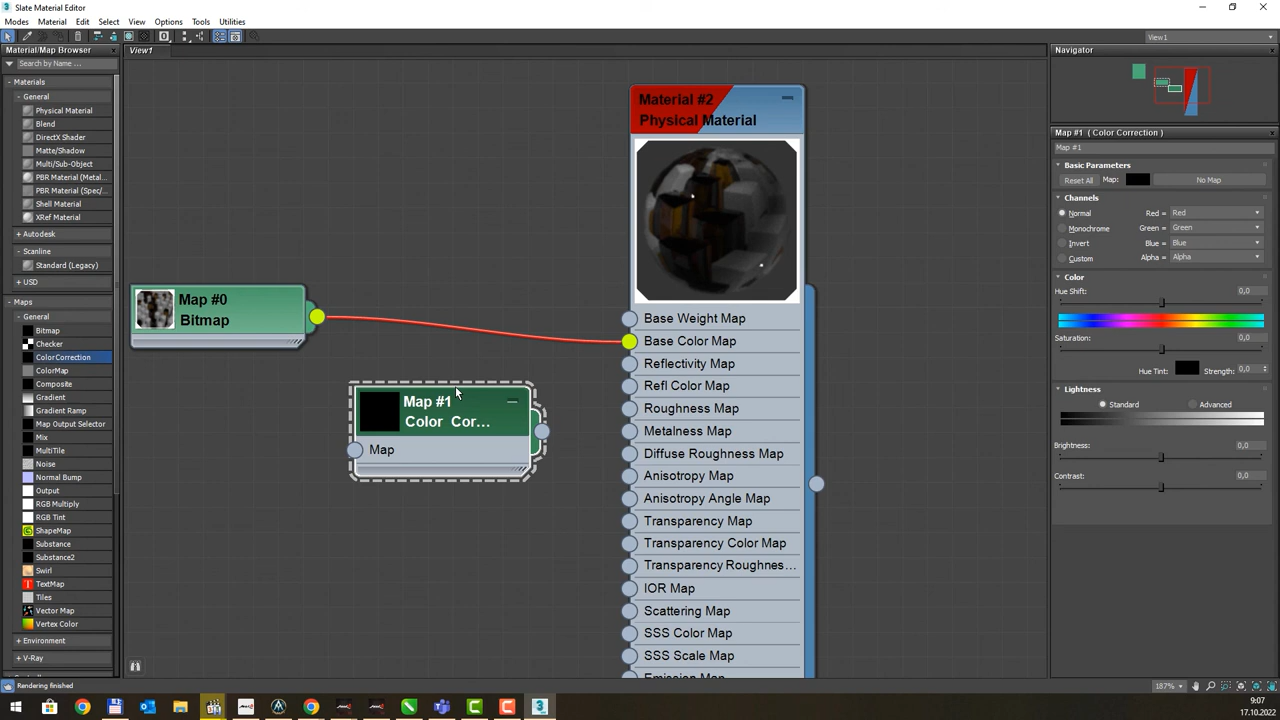 Slate Material Editor
Modes Material Edit Select View Options Tools Utilities
View1
Material/Map Browser
View1
Navigator
Search by Name ...
- Materials
- General
Physical Material
Blend
DirectX Shader
Matte/Shadow
Multi/Sub-Object
PBR Material (Metal...
PBR Material (Spec/...
Shell Material
XRef Material
+ Autodesk
- Scanline
Standard (Legacy)
+ USD
- Maps
- General
Bitmap
Checker
ColorCorrection
ColorMap
Composite
Gradient
Gradient Ramp
Map Output Selector
Mix
MultiTile
Noise
Normal Bump
Output
RGB Multiply
RGB Tint
ShapeMap
Substance
Substance2
Swirl
TextMap
Tiles
Vector Map
Vertex Color
+ Environment
+ V-Ray
Map #0
Bitmap
Map #1
Color Cor...
Map
Material #2
Physical Material
Base Weight Map
Base Color Map
Reflectivity Map
Refl Color Map
Roughness Map
Metalness Map
Diffuse Roughness Map
Anisotropy Map
Anisotropy Angle Map
Transparency Map
Transparency Color Map
Transparency Roughnes...
IOR Map
Scattering Map
SSS Color Map
SSS Scale Map
Map #1 ( Color Correction )
Map #1
Basic Parameters
Reset All Map: No Map
Channels
Normal Red = Red
Monochrome Green = Green
Invert Blue = Blue
Custom Alpha = Alpha
Color
Hue Shift: 0,0
Saturation: 0,0
Hue Tint: Strength: 0,0
Lightness
Standard Advanced
Brightness: 0,0
Contrast: 0,0
Rendering finished
187%
9:07
17.10.2022